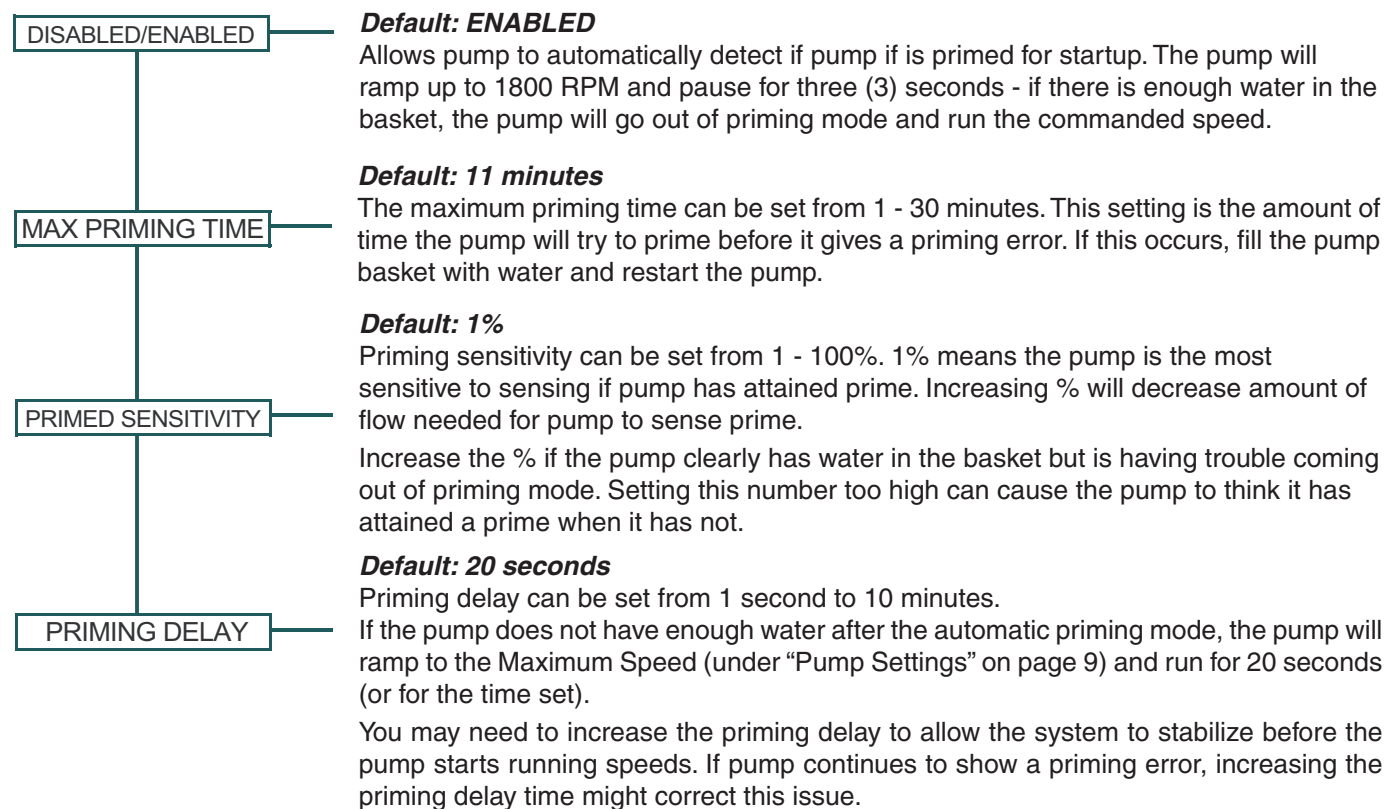 DISABLED/ENABLED
Default: ENABLED
Allows pump to automatically detect if pump if is primed for startup. The pump will
ramp up to 1800 RPM and pause for three (3) seconds - if there is enough water in the
basket, the pump will go out of priming mode and run the commanded speed.
MAX PRIMING TIME
Default: 11 minutes
The maximum priming time can be set from 1 - 30 minutes. This setting is the amount of
time the pump will try to prime before it gives a priming error. If this occurs, fill the pump
basket with water and restart the pump.
PRIMED SENSITIVITY
Default: 1%
Priming sensitivity can be set from 1 - 100%. 1% means the pump is the most
sensitive to sensing if pump has attained prime. Increasing % will decrease amount of
flow needed for pump to sense prime.
Increase the % if the pump clearly has water in the basket but is having trouble coming
out of priming mode. Setting this number too high can cause the pump to think it has
attained a prime when it has not.
PRIMING DELAY
Default: 20 seconds
Priming delay can be set from 1 second to 10 minutes.
If the pump does not have enough water after the automatic priming mode, the pump will
ramp to the Maximum Speed (under “Pump Settings” on page 9) and run for 20 seconds
(or for the time set).
You may need to increase the priming delay to allow the system to stabilize before the
pump starts running speeds. If pump continues to show a priming error, increasing the
priming delay time might correct this issue.